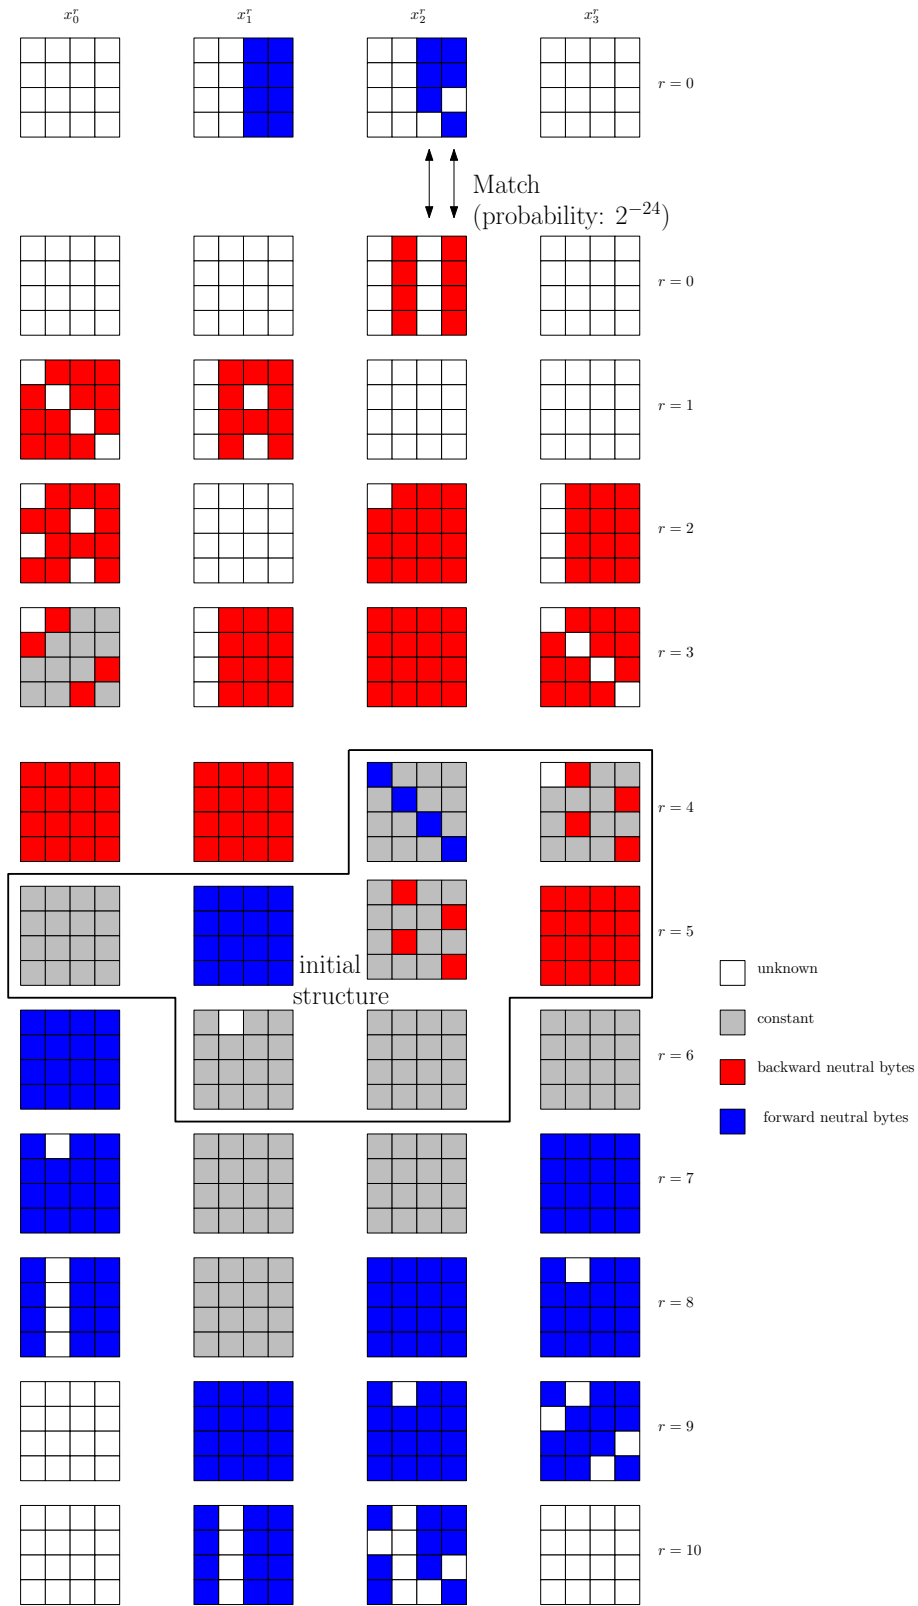 x_0^r x_1^r x_2^r x_3^r
r = 0
Match
(probability: 2^{-24})
r = 0
r = 1
r = 2
r = 3
r = 4
r = 5
initial
structure
unknown
constant
r = 6
backward neutral bytes
forward neutral bytes
r = 7
r = 8
r = 9
r = 10